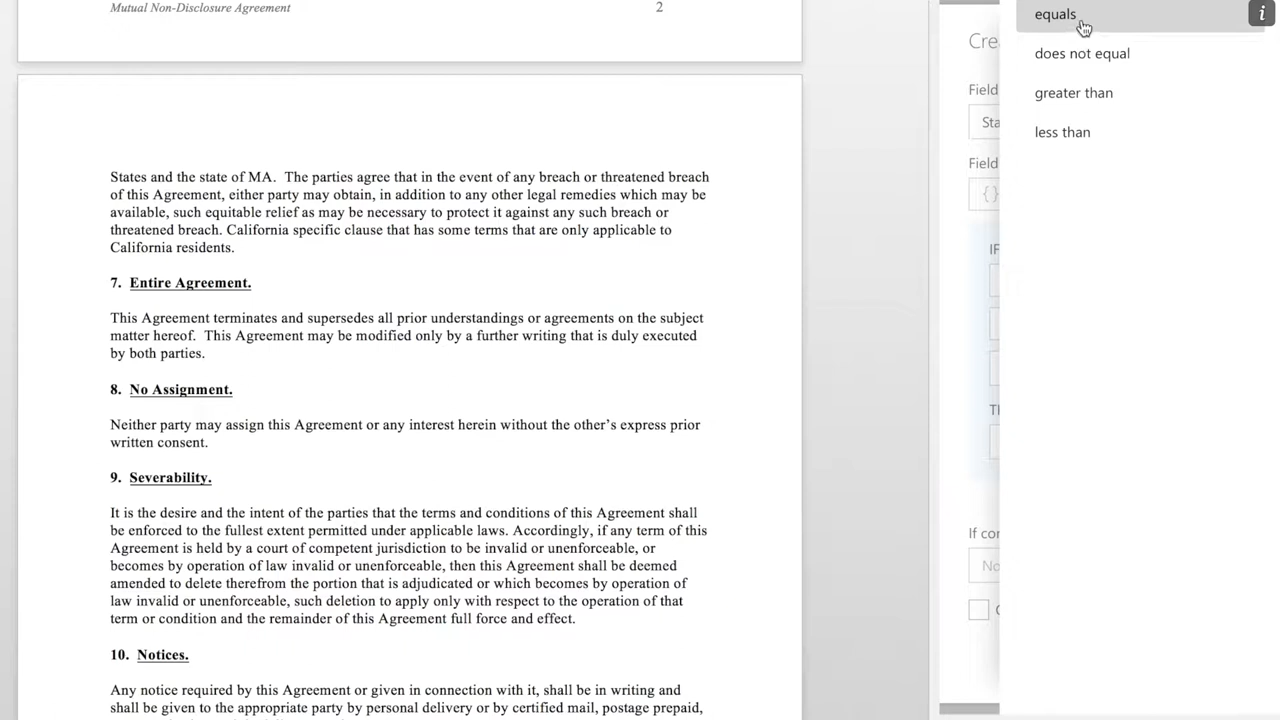 Mutual Non-Disclosure Agreement 2
States and the state of MA.  The parties agree that in the event of any breach or threatened breach
of this Agreement, either party may obtain, in addition to any other legal remedies which may be
available, such equitable relief as may be necessary to protect it against any such breach or
threatened breach. California specific clause that has some terms that are only applicable to
California residents.
7. Entire Agreement.
This Agreement terminates and supersedes all prior understandings or agreements on the subject
matter hereof.  This Agreement may be modified only by a further writing that is duly executed
by both parties.
8. No Assignment.
Neither party may assign this Agreement or any interest herein without the other’s express prior
written consent.
9. Severability.
It is the desire and the intent of the parties that the terms and conditions of this Agreement shall
be enforced to the fullest extent permitted under applicable laws. Accordingly, if any term of this
Agreement is held by a court of competent jurisdiction to be invalid or unenforceable, or
becomes by operation of law invalid or unenforceable, then this Agreement shall be deemed
amended to delete therefrom the portion that is adjudicated or which becomes by operation of
law invalid or unenforceable, such deletion to apply only with respect to the operation of that
term or condition and the remainder of this Agreement full force and effect.
10. Notices.
Any notice required by this Agreement or given in connection with it, shall be in writing and
shall be given to the appropriate party by personal delivery or by certified mail, postage prepaid,
Cre
Field
Sta
Field
{}
IF
If
equals
does not equal
greater than
less than
i